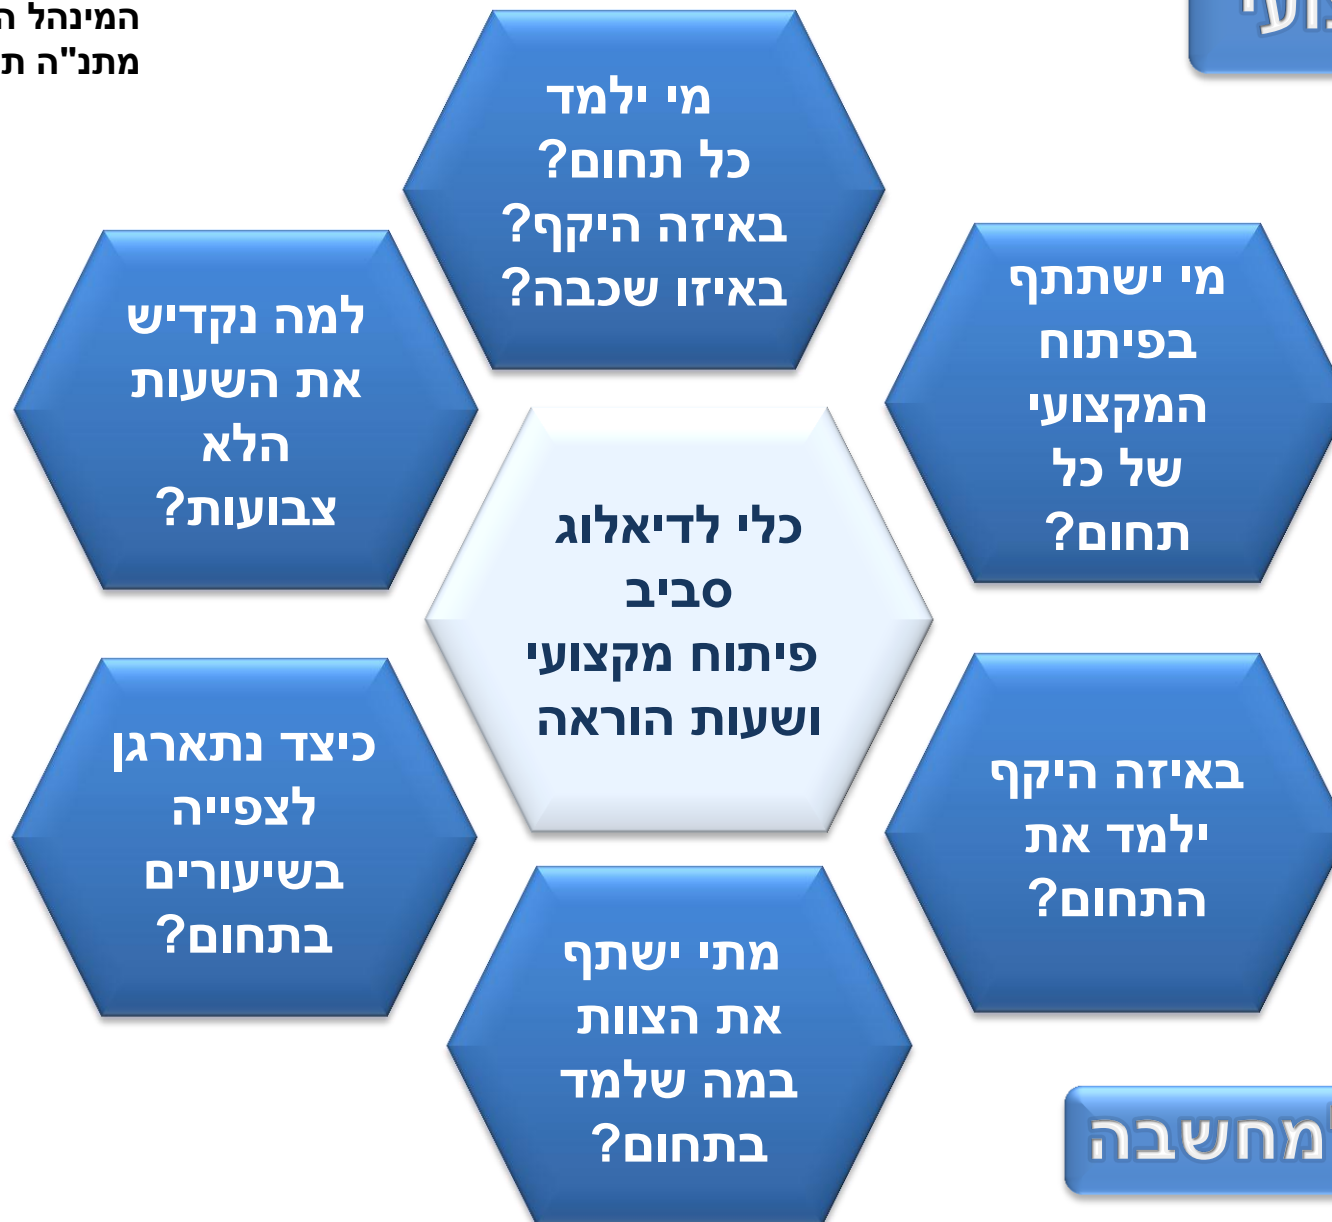 המינהל
מתנ"ה
מי ילמד
כל תחום?
באיזה היקף?
באיזו שכבה?
מי ישתתף
בפיתוח
המקצועי
של כל
תחום?
באיזה היקף
ילמד את
התחום?
מתי ישתף
את הצוות
במה שלמד
בתחום?
כיצד נתארגן
לצפייה
בשיעורים
בתחום?
למה נקדיש
את השעות
הלא
צבועות?
כלי לדיאלוג
סביב
פיתוח מקצועי
ושעות הוראה
למחשבה